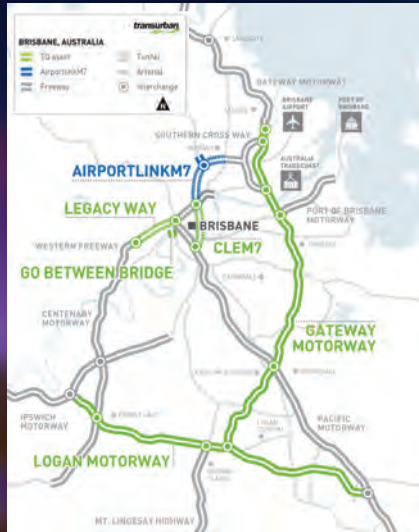 transurban
BRISBANE, AUSTRALIA
TQ asset
AirportlinkM7
Freeway
Tunnel
Arterial
Interchange
N
GATEWAY MOTORWAY
BRISBANE
AIRPORT
PORT OF
BRISBANE
SOUTHERN CROSS WAY
AIRPORTLINKM7
AUSTRALIA
TRADECOAST
LEGACY WAY
BRISBANE
PORT OF BRISBANE
MOTORWAY
WESTERN FREEWAY
CLEM7
GO BETWEEN BRIDGE
CENTENARY
MOTORWAY
GATEWAY
MOTORWAY
IPSWICH
MOTORWAY
PACIFIC
MOTORWAY
LOGAN MOTORWAY
MT. LINDESAY HIGHWAY